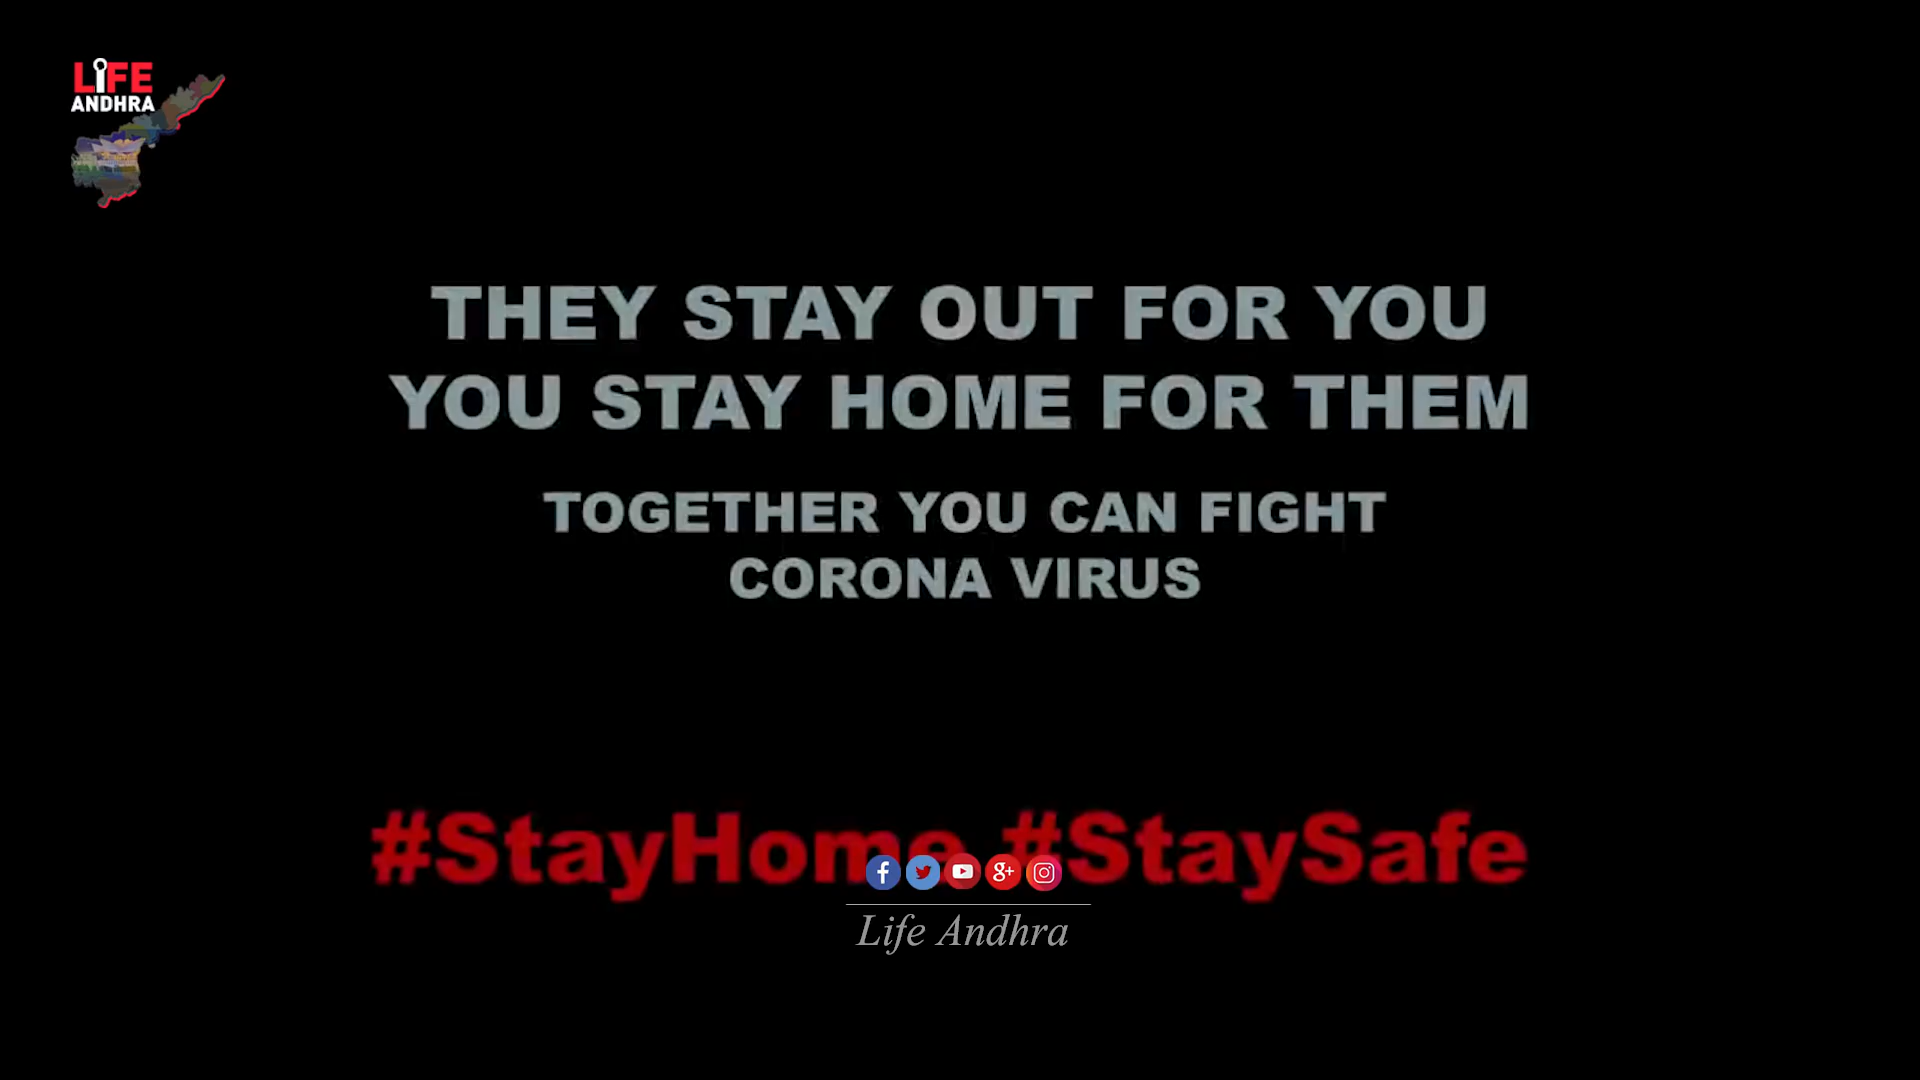 LIFE
ANDHRA
THEY STAY OUT FOR YOU
YOU STAY HOME FOR THEM
TOGETHER YOU CAN FIGHT
CORONA VIRUS
#StayHome #StaySafe
Life Andhra